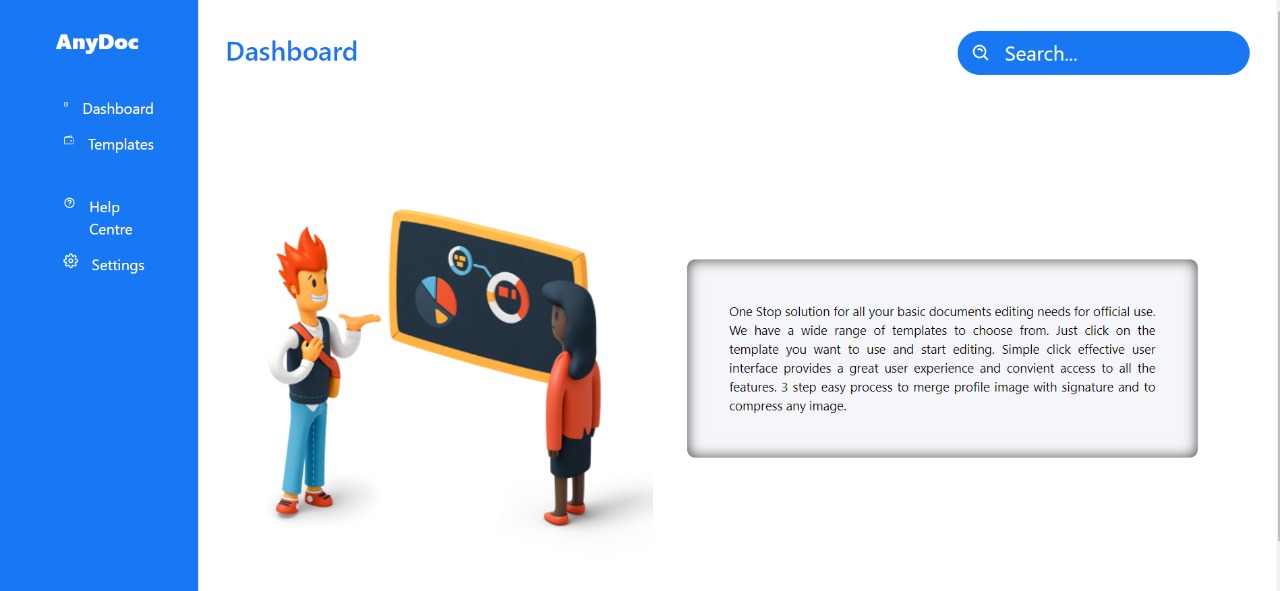 AnyDoc
Dashboard
Templates
Help
Centre
Settings
Dashboard
Search...
One Stop solution for all your basic documents editing needs for official use.
We have a wide range of templates to choose from. Just click on the
template you want to use and start editing. Simple click effective user
interface provides a great user experience and convient access to all the
features. 3 step easy process to merge profile image with signature and to
compress any image.